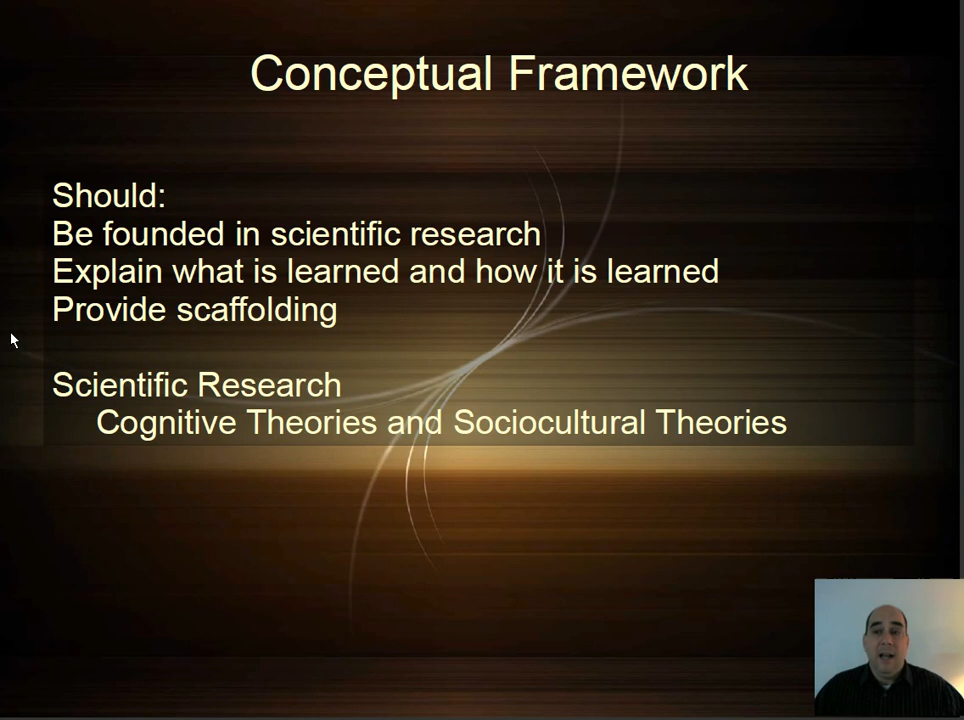 Conceptual Framework
Should:
Be founded in scientific research
Explain what is learned and how it is learned
Provide scaffolding
Scientific Research
Cognitive Theories and Sociocultural Theories